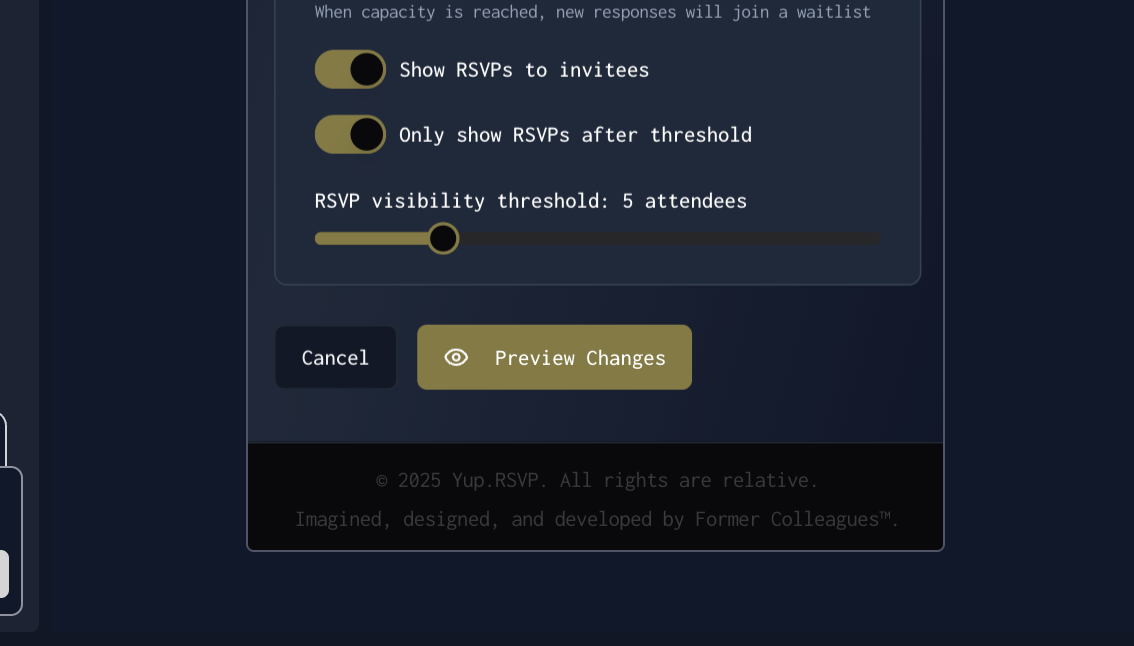 When capacity is reached, new responses will join a waitlist
Show RSVPs to invitees
Only show RSVPs after threshold
RSVP visibility threshold: 5 attendees
Cancel
Preview Changes
© 2025 Yup.RSVP. All rights are relative.
Imagined, designed, and developed by Former Colleagues™.